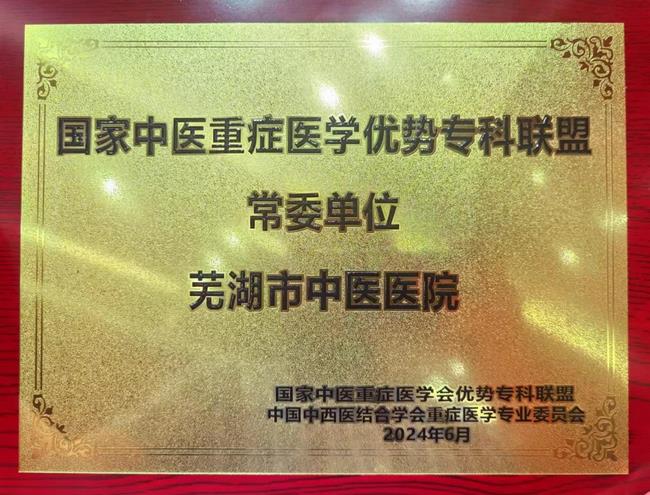 国家中医重症医学优势专科联盟
常委单位
芜湖市中医医院
国家中医重症医学会优势专科联盟
中国中西医结合学会重症医学专业委员会
2024年6月